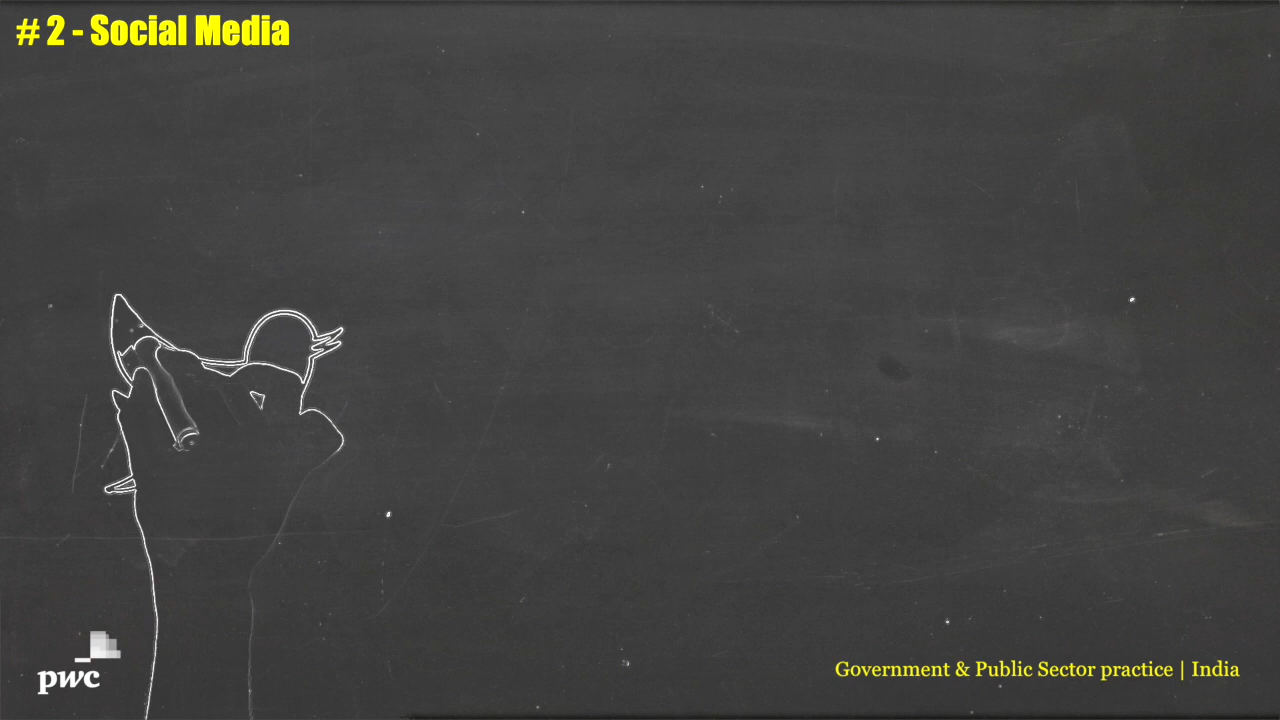 # 2 - Social Media
pwc
Government & Public Sector practice | India